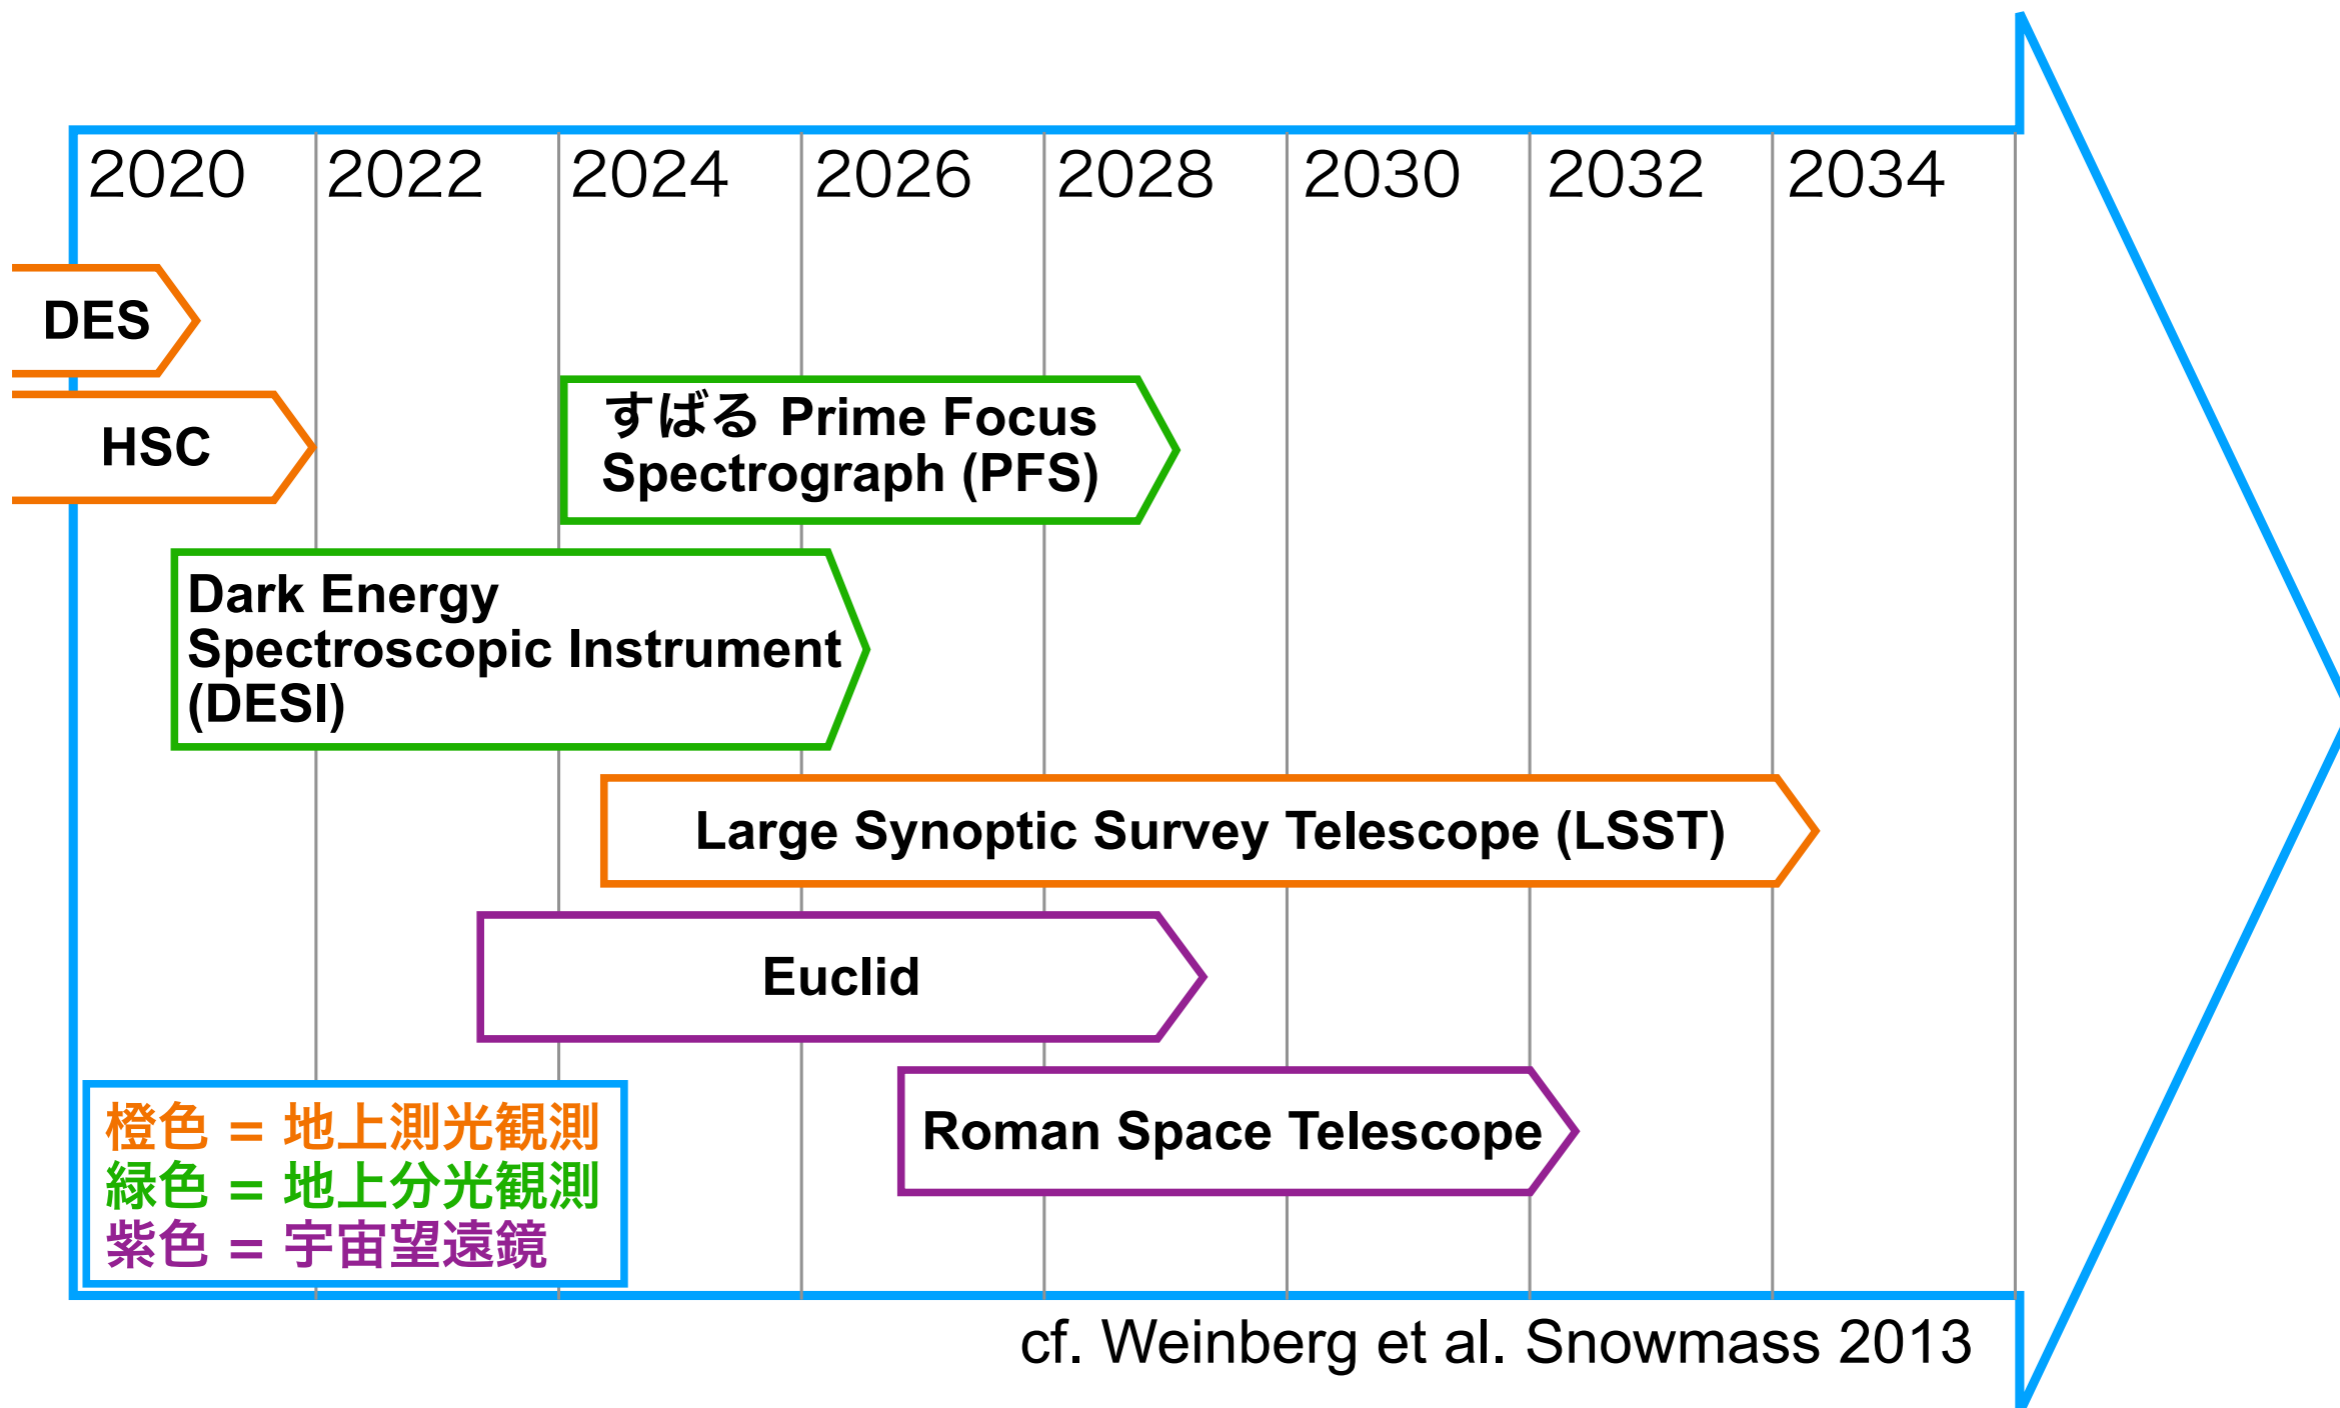 2020 2022 2024 2026 2028 2030 2032 2034
DES
HSC
すばる Prime Focus
Spectrograph (PFS)
Dark Energy
Spectroscopic Instrument
(DESI)
Large Synoptic Survey Telescope (LSST)
Euclid
Roman Space Telescope
橙色 = 地上測光観測
緑色 = 地上分光観測
紫色 = 宇宙望遠鏡
cf. Weinberg et al. Snowmass 2013